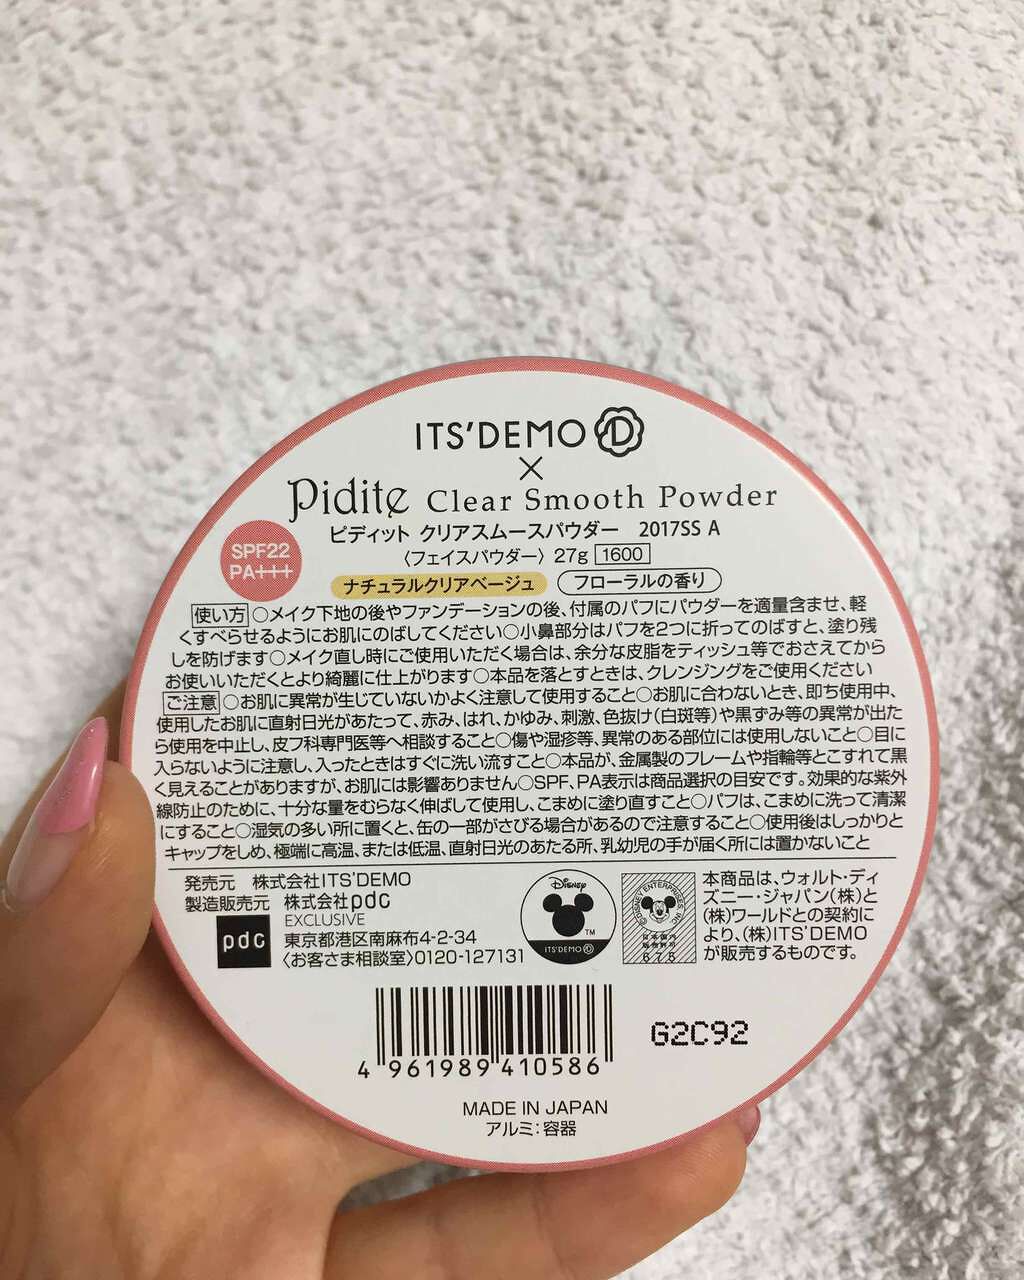 ITS'DEMO D
×
Pidite Clear Smooth Powder
ピディット クリアスムースパウダー 2017SS A
〈フェイスパウダー〉 27g 1600
SPF22
PA+++
ナチュラルクリアベージュ フローラルの香り
使い方 ○メイク下地の後やファンデーションの後、付属のパフにパウダーを適量含ませ、軽
くすべらせるようにお肌にのばしてください○小鼻部分はパフを2つに折ってのばすと、塗り残
しを防げます○メイク直し時にご使用いただく場合は、余分な皮脂をティッシュ等でおさえてから
お使いいただくとより綺麗に仕上がります○本品を落とすときは、クレンジングをご使用ください
ご注意 ○お肌に異常が生じていないかよく注意して使用すること○お肌に合わないとき、即ち使用中、
使用したお肌に直射日光があたって、赤み、はれ、かゆみ、刺激、色抜け(白斑等)や黒ずみ等の異常が出た
ら使用を中止し、皮フ科専門医等へ相談すること○傷や湿疹等、異常のある部位には使用しないこと○目に
入らないように注意し、入ったときはすぐに洗い流すこと○本品が、金属製のフレームや指輪等とこすれて黒
く見えることがありますが、お肌には影響ありません○SPF、PA表示は商品選択の目安です。効果的な紫外
線防止のために、十分な量をむらなく伸ばして使用し、こまめに塗り直すこと○パフは、こまめに洗って清潔
にすること○湿気の多い所に置くと、缶の一部がさびる場合があるので注意すること○使用後はしっかりと
キャップをしめ、極端に高温、または低温、直射日光のあたる所、乳幼児の手が届く所には置かないこと
発売元 株式会社ITS'DEMO
製造販売元 株式会社pdc
pdc
EXCLUSIVE
東京都港区南麻布4-2-34
〈お客さま相談室〉0120-127131
Disney
TM
ITS'DEMO D
©DISNEY ENTERPRISES INC.
日本国内
販売許可
675
本商品は、ウォルト・ディ
ズニー・ジャパン(株)と
(株)ワールドとの契約に
より、(株)ITS'DEMO
が販売するものです。
4 961989 410586
G2C92
MADE IN JAPAN
アルミ：容器